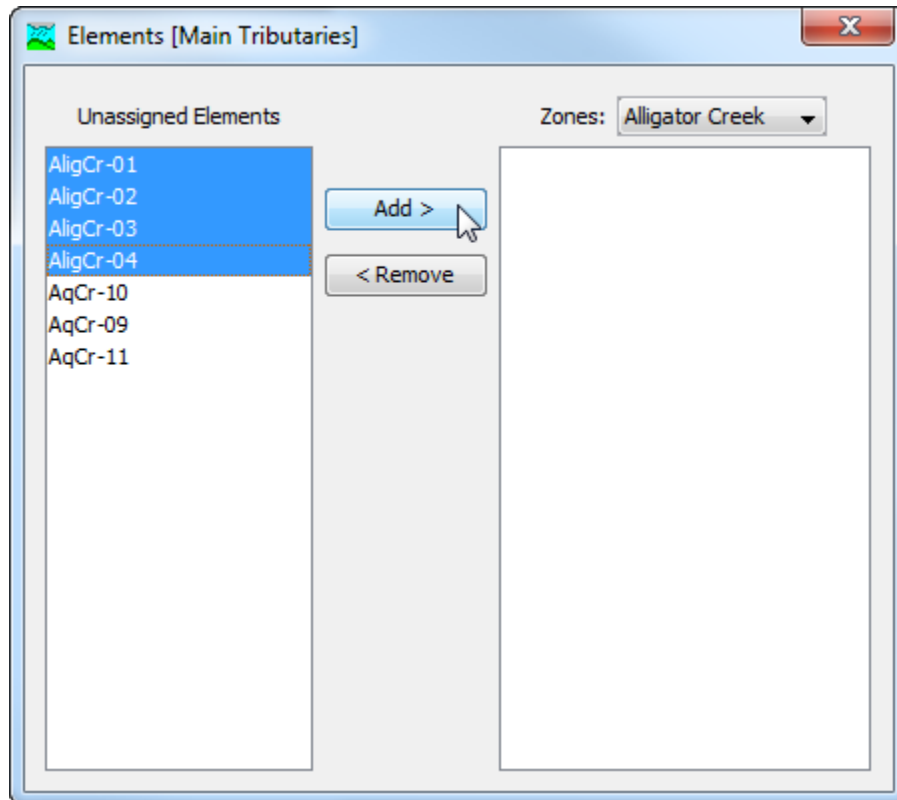 Elements [Main Tributaries]
Unassigned Elements
Zones: Alligator Creek
AligCr-01
AligCr-02
AligCr-03
AligCr-04
AqCr-10
AqCr-09
AqCr-11
Add >
< Remove